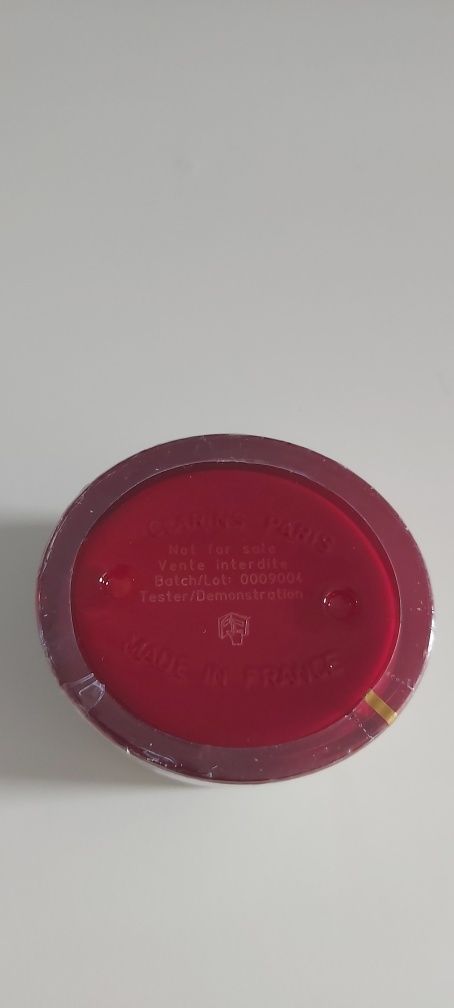 CLARINS PARIS
Not for sale
Vente interdite
Batch/Lot: 0009004
Tester/Demonstration
MADE IN FRANCE